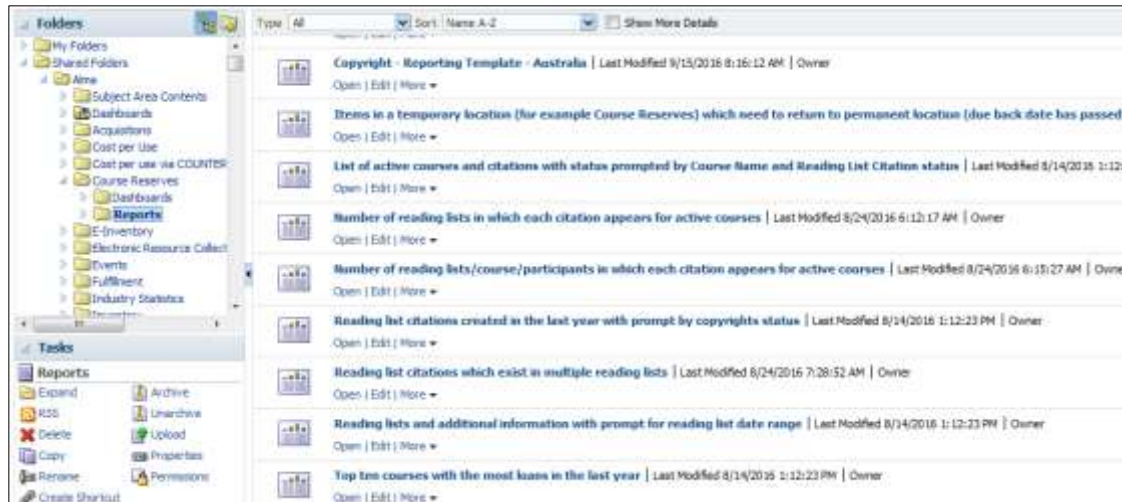 Folders
My Folders
Shared Folders
Alma
Subject Area Contents
Dashboards
Acquisitions
Cost per Use
Cost per use via COUNTER
Course Reserves
Dashboards
Reports
E-Inventory
Electronic Resource Collect
Events
Fulfillment
Industry Statistics
Tasks
Reports
Expand Archive
RSS Unarchive
Delete Upload
Copy Properties
Rename Permissions
Create Shortcut
Type All Sort Name A-Z Show More Details
Copyright - Reporting Template - Australia | Last Modified 9/15/2016 8:16:12 AM | Owner
Open | Edit | More
Items in a temporary location (for example Course Reserves) which need to return to permanent location (due back date has passed
Open | Edit | More
List of active courses and citations with status prompted by Course Name and Reading List Citation status | Last Modified 8/14/2016 1:12:
Open | Edit | More
Number of reading lists in which each citation appears for active courses | Last Modified 8/24/2016 6:12:17 AM | Owner
Open | Edit | More
Number of reading lists/course/participants in which each citation appears for active courses | Last Modified 8/24/2016 6:15:27 AM | Owne
Open | Edit | More
Reading list citations created in the last year with prompt by copyrights status | Last Modified 8/14/2016 1:12:23 PM | Owner
Open | Edit | More
Reading list citations which exist in multiple reading lists | Last Modified 8/24/2016 7:28:52 AM | Owner
Open | Edit | More
Reading lists and additional information with prompt for reading list date range | Last Modified 8/14/2016 1:12:23 PM | Owner
Open | Edit | More
Top ten courses with the most loans in the last year | Last Modified 8/14/2016 1:12:23 PM | Owner
Open | Edit | More